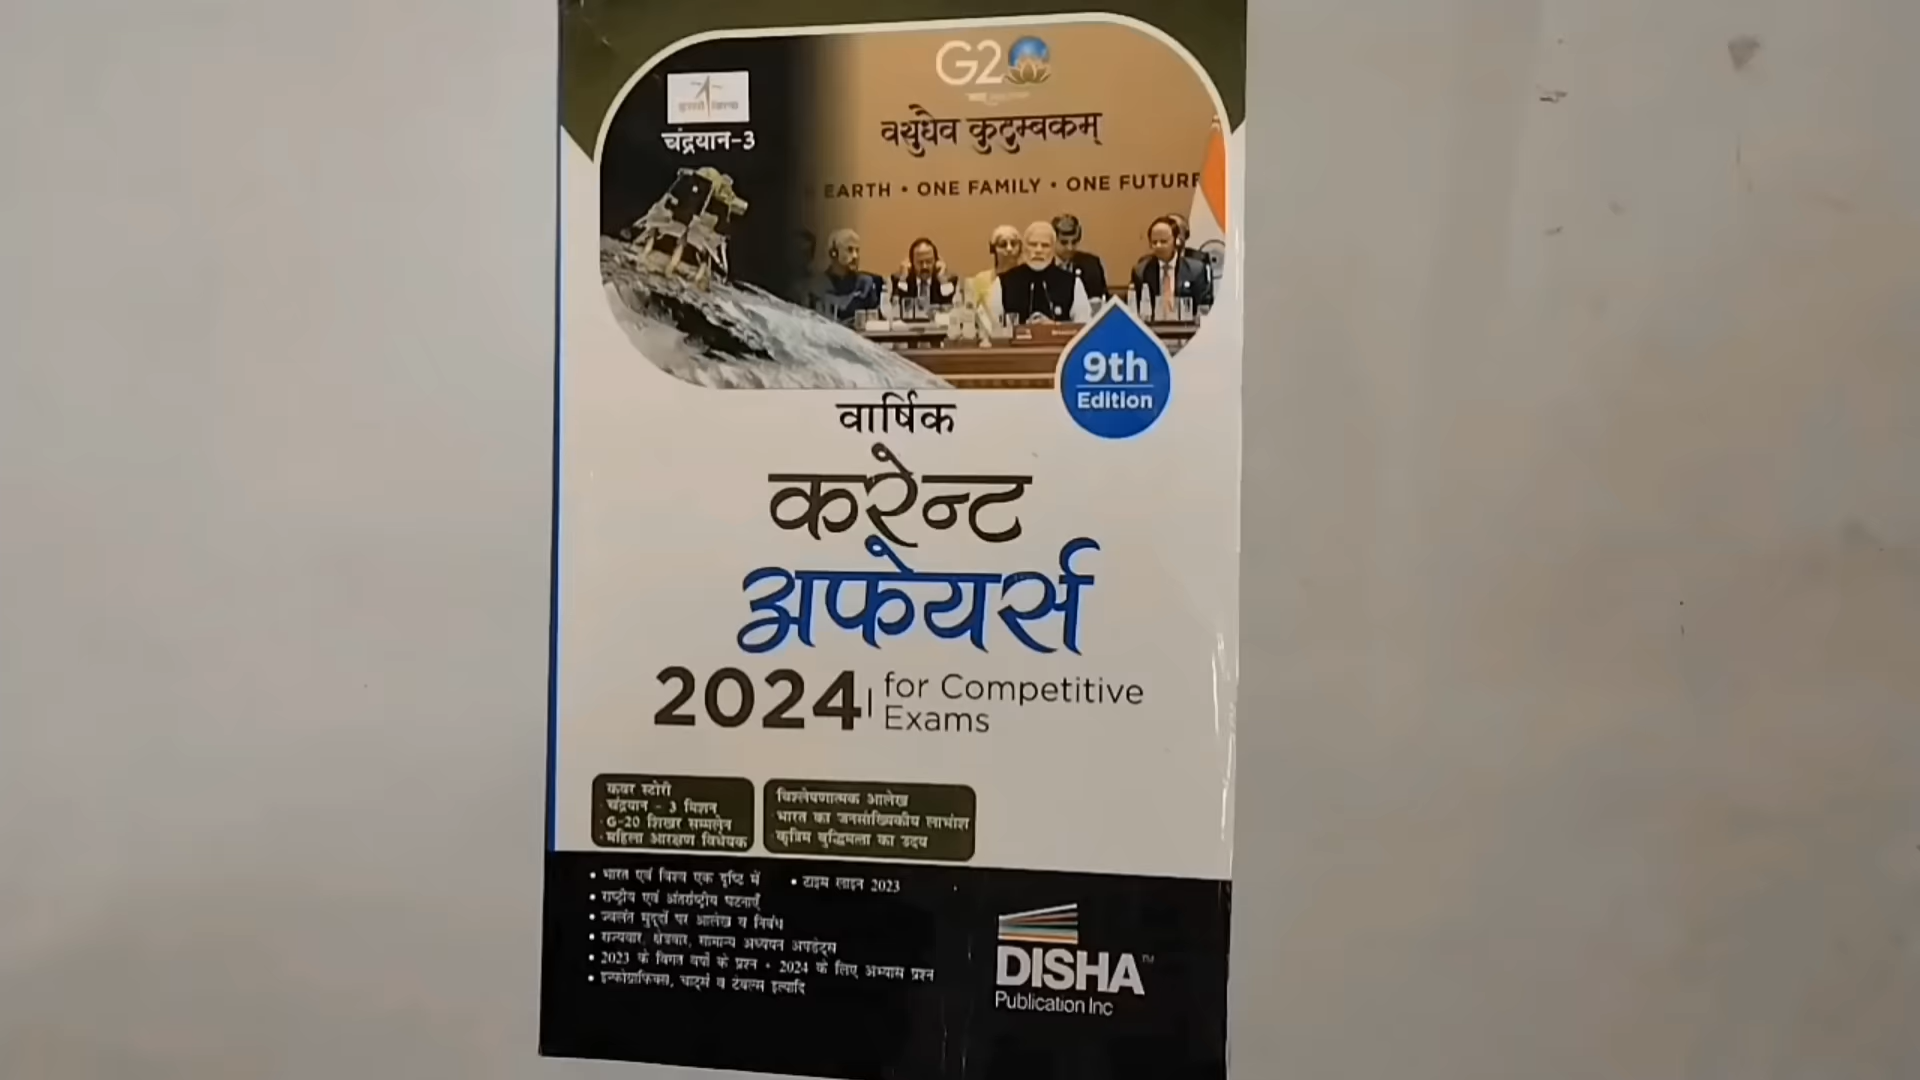 G20
वसुधैव कुटुम्बकम्
EARTH • ONE FAMILY • ONE FUTURE
चंद्रयान-3
9th
Edition
वार्षिक
करेन्ट
अफेयर्स
2024
for Competitive
Exams
कवर स्टोरी
· चंद्रयान - 3 मिशन
· G-20 शिखर सम्मलेन
· महिला आरक्षण विधेयक
विश्लेषणात्मक आलेख
· भारत का जनसांख्यिकीय लाभांश
· कृत्रिम बुद्धिमत्ता का उदय
• भारत एवं विश्व एक दृष्टि में • टाइम लाइन 2023
• राष्ट्रीय एवं अंतर्राष्ट्रीय घटनाएँ
• ज्वलंत मुद्दों पर आलेख व निबंध
• राज्यवार, क्षेत्रवार, सामान्य अध्ययन अपडेट्स
• 2023 के विगत वर्षों के प्रश्न • 2024 के लिए अभ्यास प्रश्न
• इन्फोग्राफिक्स, चार्ट्स व टेबल्स इत्यादि
DISHA™
Publication Inc